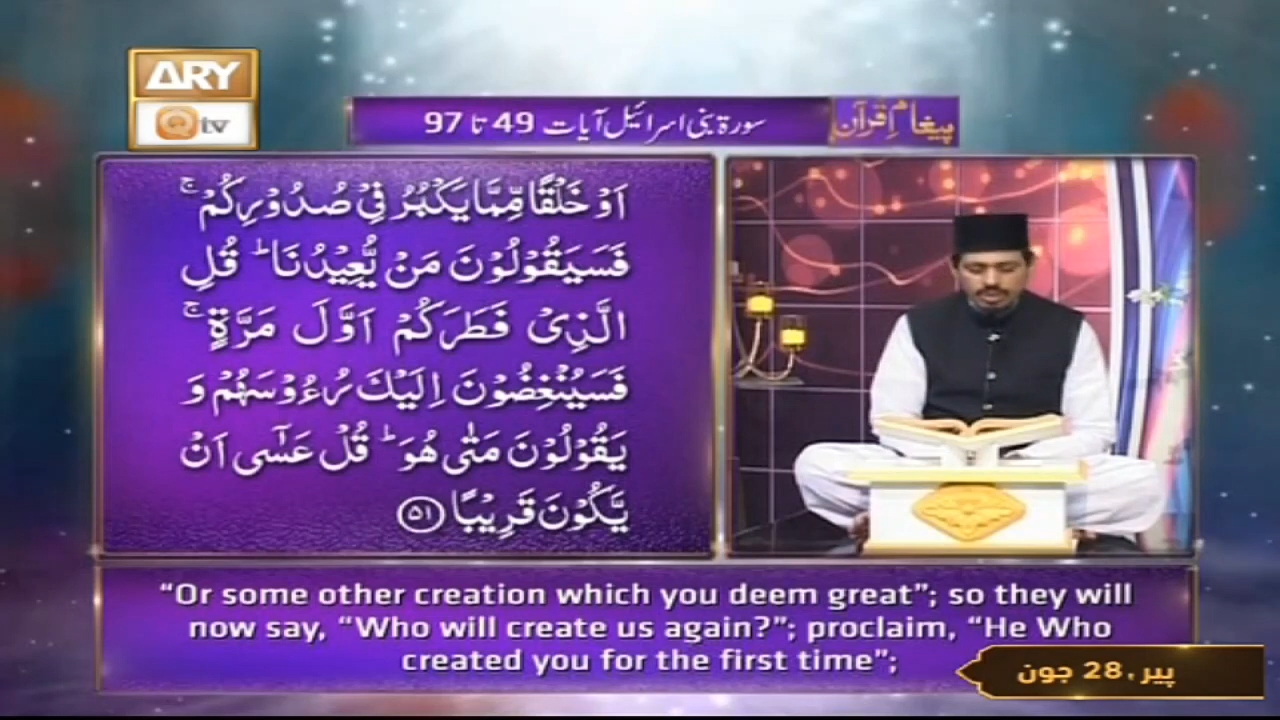 ARY
Qtv
پیغامِ قرآن
سورۃ بنی اسرائیل آیات 49 تا 97
اَوْ خَلْقًا مِّمَّا يَكْبُرُ فِيْ صُدُوْرِكُمْ ۚ
فَسَيَقُوْلُوْنَ مَنْ يُّعِيْدُنَا ؕ قُلِ
الَّذِيْ فَطَرَكُمْ اَوَّلَ مَرَّةٍ ۚ
فَسَيُنْغِضُوْنَ اِلَيْكَ رُءُوْسَهُمْ وَ
يَقُوْلُوْنَ مَتٰى هُوَ ؕ قُلْ عَسٰٓى اَنْ
يَّكُوْنَ قَرِيْبًا ۵۱
“Or some other creation which you deem great”; so they will
now say, “Who will create us again?”; proclaim, “He Who
created you for the first time”;
پیر، 28 جون